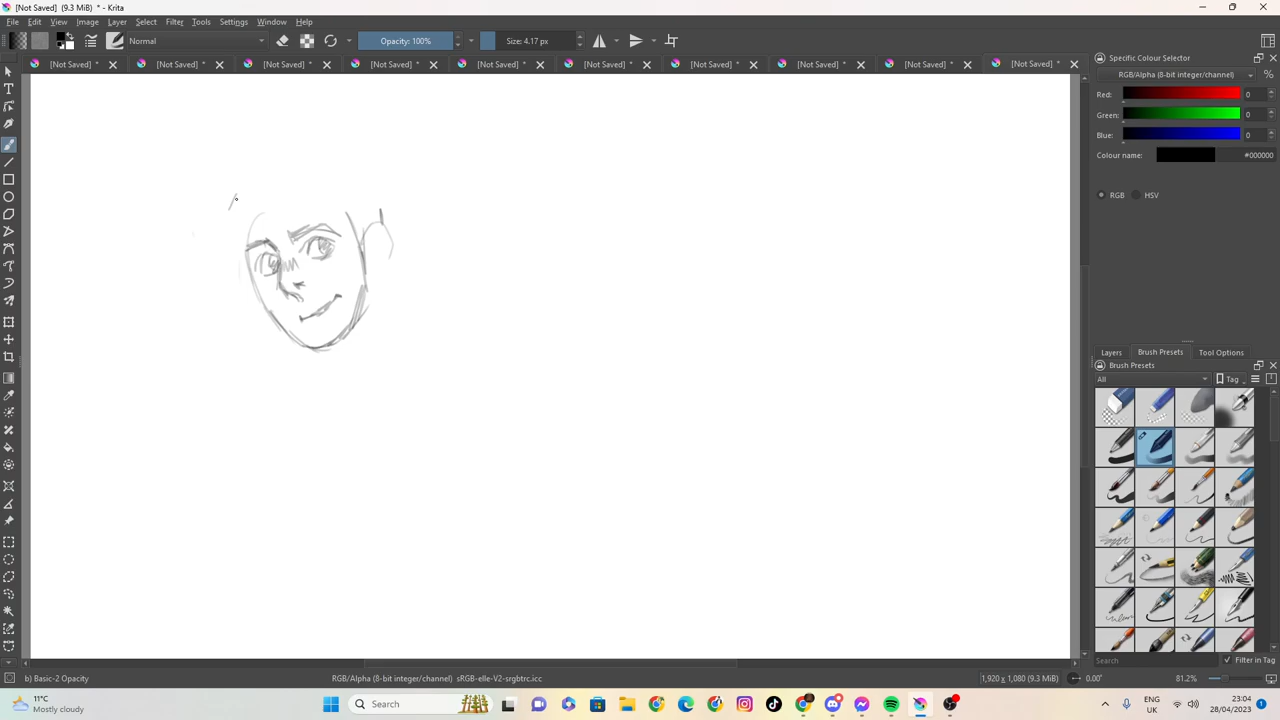 [Not Saved] (9.3 MiB) * - Krita
File Edit View Image Layer Select Filter Tools Settings Window Help
Normal Opacity: 100% Size: 4.17 px
[Not Saved] * [Not Saved] * [Not Saved] * [Not Saved] * [Not Saved] * [Not Saved] * [Not Saved] * [Not Saved] * [Not Saved] * [Not Saved] *
Specific Colour Selector
RGB/Alpha (8-bit integer/channel) %
Red: 0
Green: 0
Blue: 0
Colour name: #000000
RGB HSV
Layers Brush Presets Tool Options
Brush Presets
All Tag
Search Filter in Tag
b) Basic-2 Opacity RGB/Alpha (8-bit integer/channel) sRGB-elle-V2-srgbtrc.icc 1,920 x 1,080 (9.3 MiB) 0.00° 81.2%
11°C
Mostly cloudy
Search
ENG
UK
23:04
28/04/2023
1